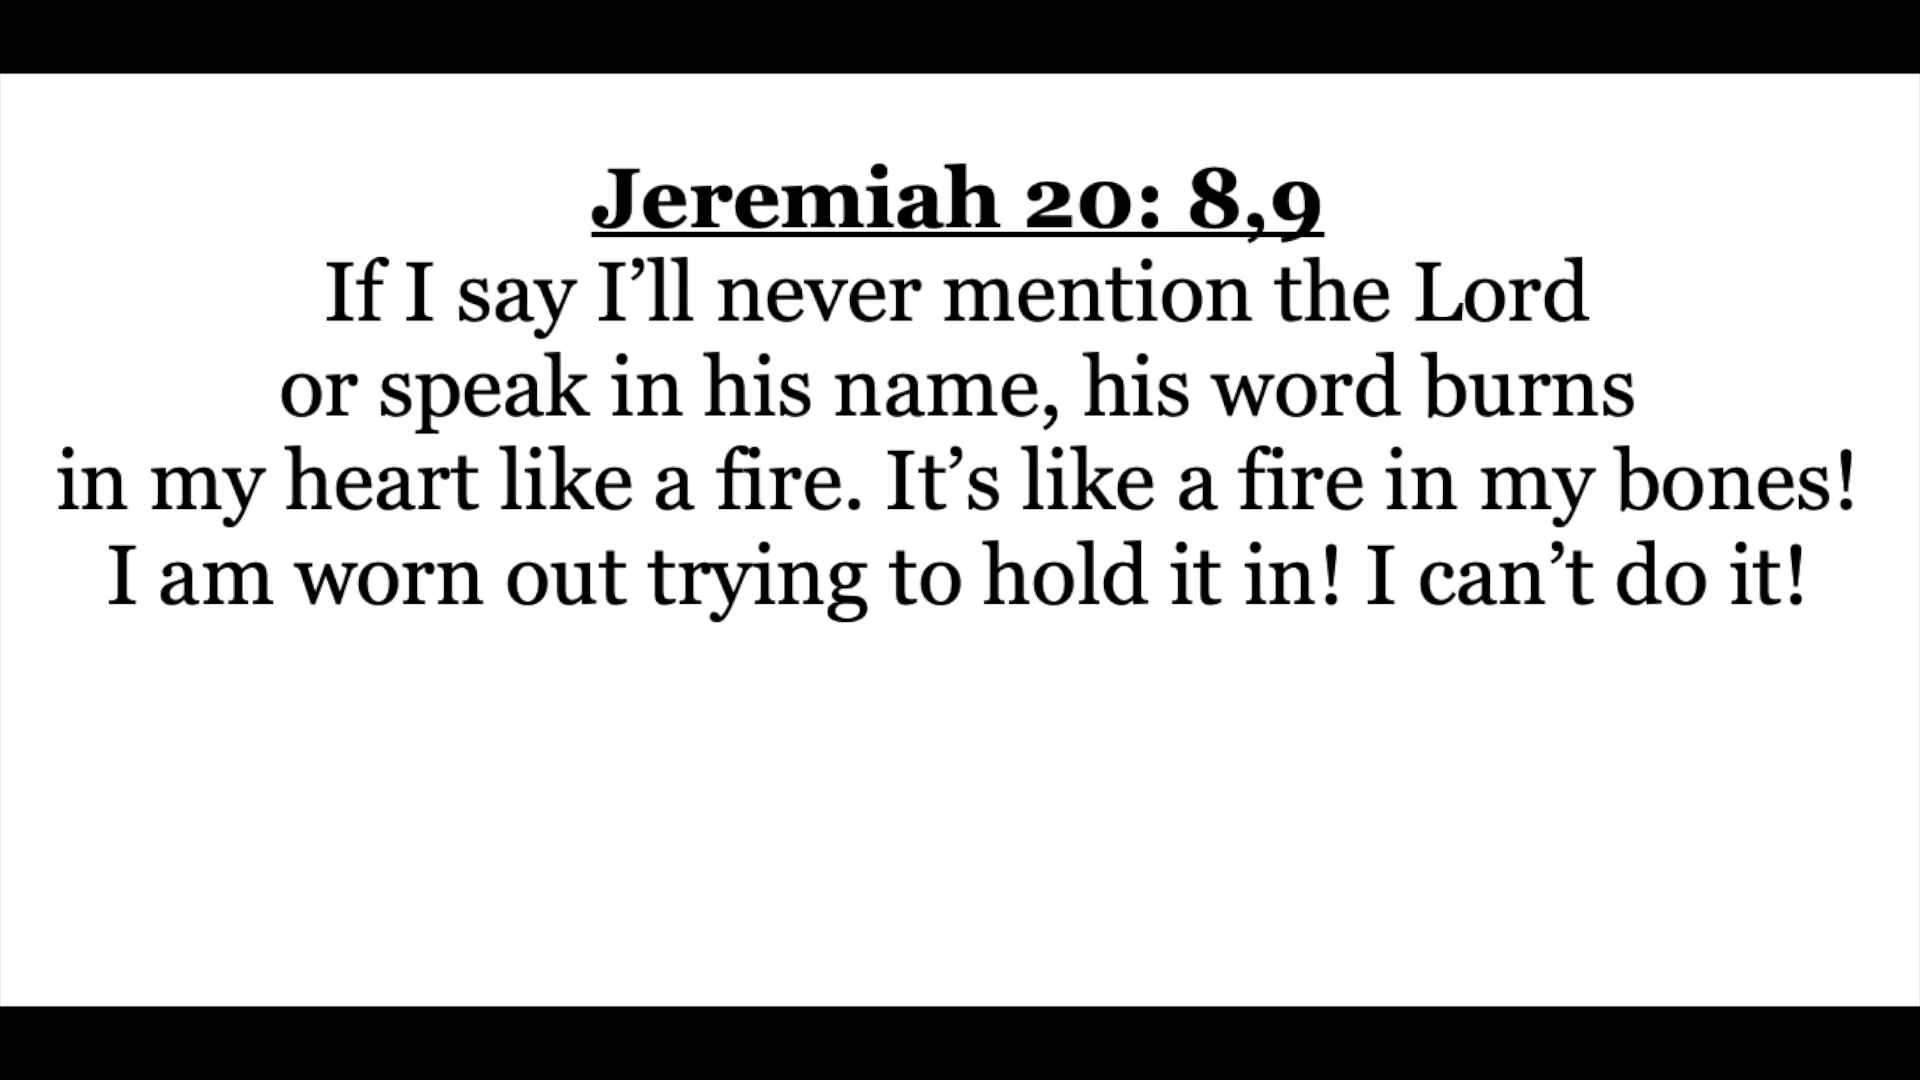 Jeremiah 20: 8,9
If I say I’ll never mention the Lord
or speak in his name, his word burns
in my heart like a fire. It’s like a fire in my bones!
I am worn out trying to hold it in! I can’t do it!